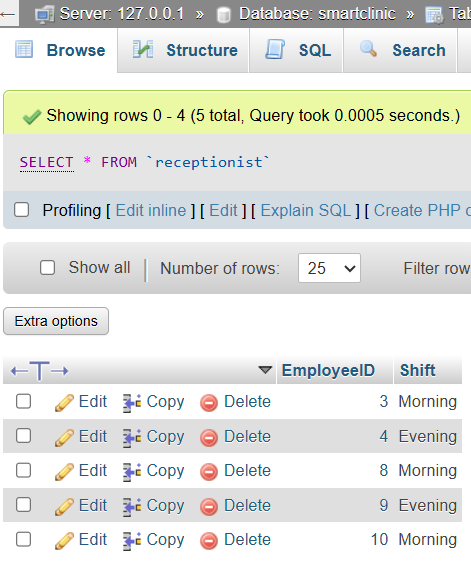 Server: 127.0.0.1 » Database: smartclinic » Tab
Browse Structure SQL Search
Showing rows 0 - 4 (5 total, Query took 0.0005 seconds.)
SELECT * FROM `receptionist`
Profiling [ Edit inline ] [ Edit ] [ Explain SQL ] [ Create PHP c
Show all Number of rows: 25 Filter row
Extra options
←T→ EmployeeID Shift
Edit Copy Delete 3 Morning
Edit Copy Delete 4 Evening
Edit Copy Delete 8 Morning
Edit Copy Delete 9 Evening
Edit Copy Delete 10 Morning